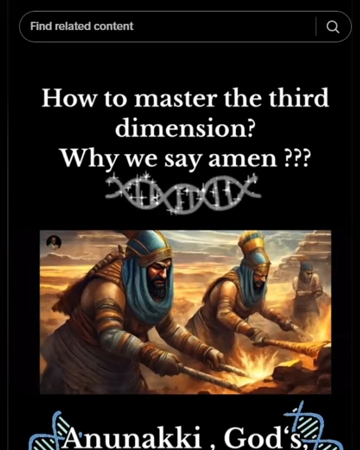 Find related content
How to master the third
dimension?
Why we say amen ???
Anunakki , God's,